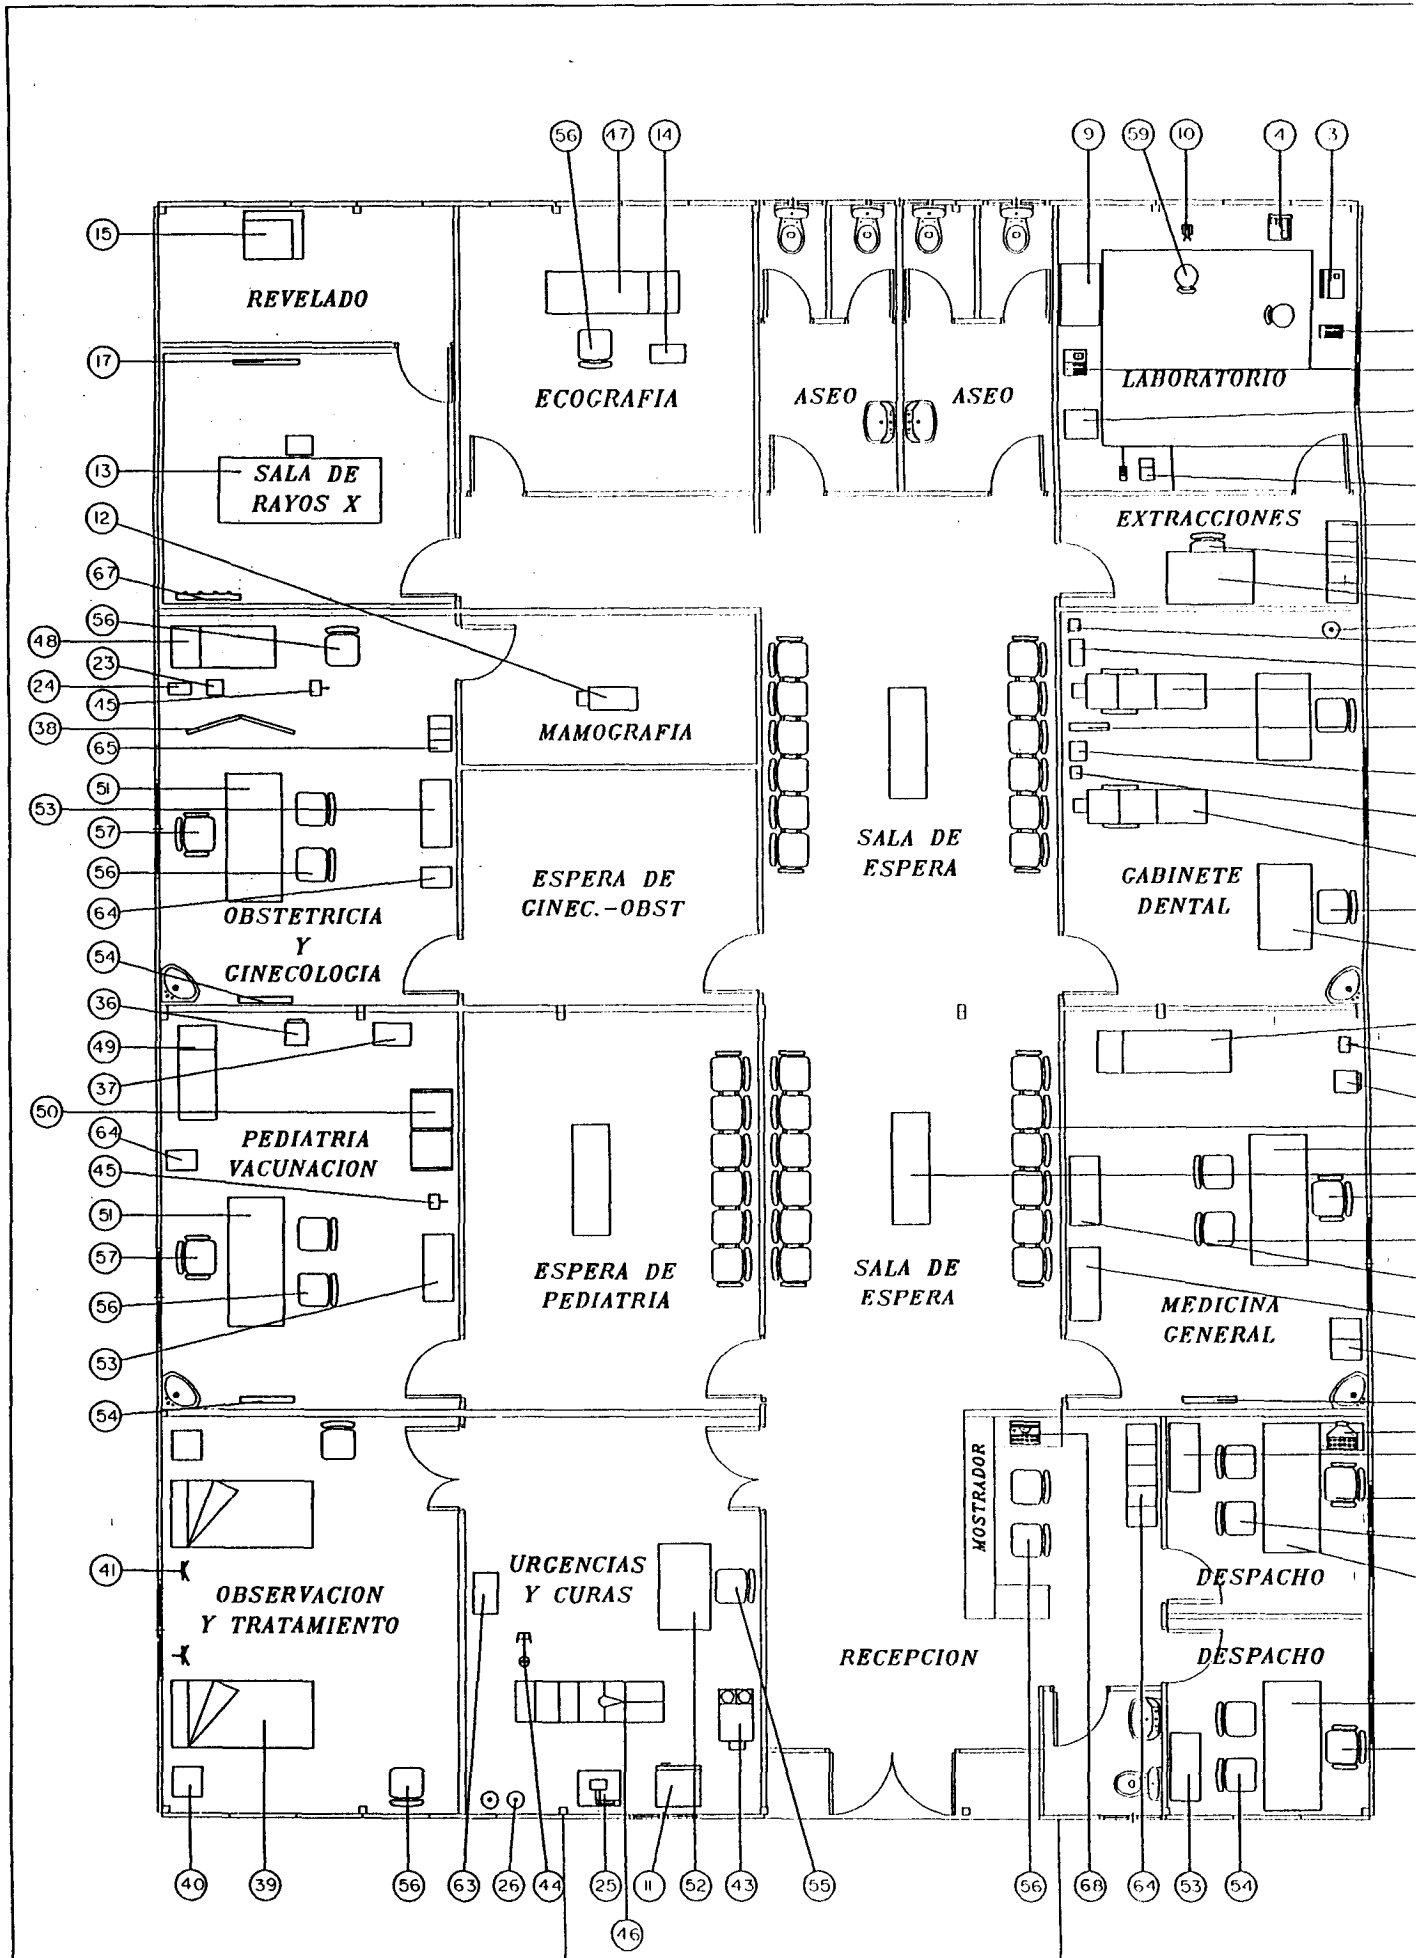 56 47 14 9 59 10 4 3
15
REVELADO
17
ECOGRAFIA
ASEO
ASEO
LABORATORIO
13
SALA DE
RAYOS X
12
EXTRACCIONES
67
56
48
23
24
45
38
MAMOGRAFIA
65
51
53
57
SALA DE
ESPERA
56
ESPERA DE
GINEC.-OBST
GABINETE
DENTAL
64
OBSTETRICIA
Y
GINECOLOGIA
54
36
49
37
50
64
PEDIATRIA
VACUNACION
45
51
57
ESPERA DE
PEDIATRIA
SALA DE
ESPERA
56
MEDICINA
GENERAL
53
54
MOSTRADOR
41
URGENCIAS
Y CURAS
OBSERVACION
Y TRATAMIENTO
DESPACHO
RECEPCION
DESPACHO
40 39 56 63 26 44 25 11 52 43 55 56 68 64 53 54
46